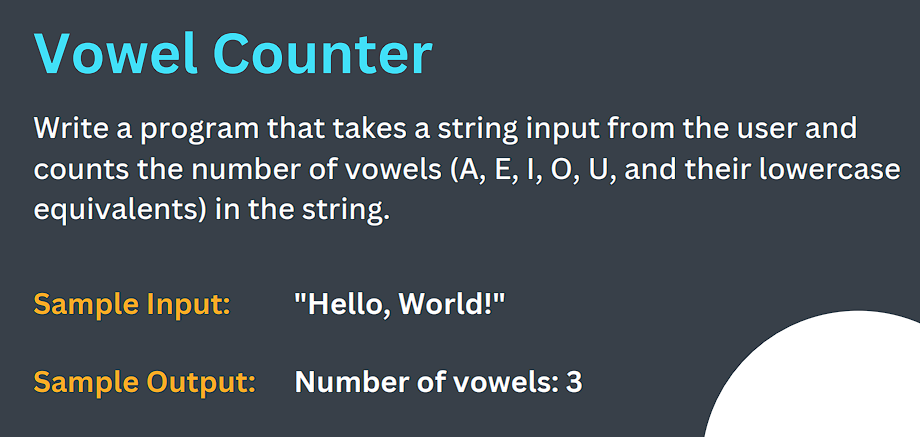 Vowel Counter
Write a program that takes a string input from the user and
counts the number of vowels (A, E, I, O, U, and their lowercase
equivalents) in the string.
Sample Input: "Hello, World!"
Sample Output: Number of vowels: 3